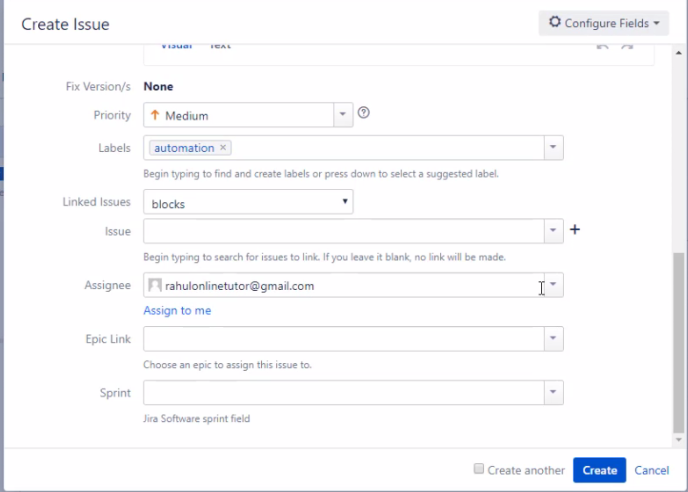 Create Issue
Configure Fields
Visual Text
Fix Version/s None
Priority Medium
Labels automation ×
Begin typing to find and create labels or press down to select a suggested label.
Linked Issues blocks
Issue
Begin typing to search for issues to link. If you leave it blank, no link will be made.
Assignee rahulonlinetutor@gmail.com
Assign to me
Epic Link
Choose an epic to assign this issue to.
Sprint
Jira Software sprint field
Create another Create Cancel